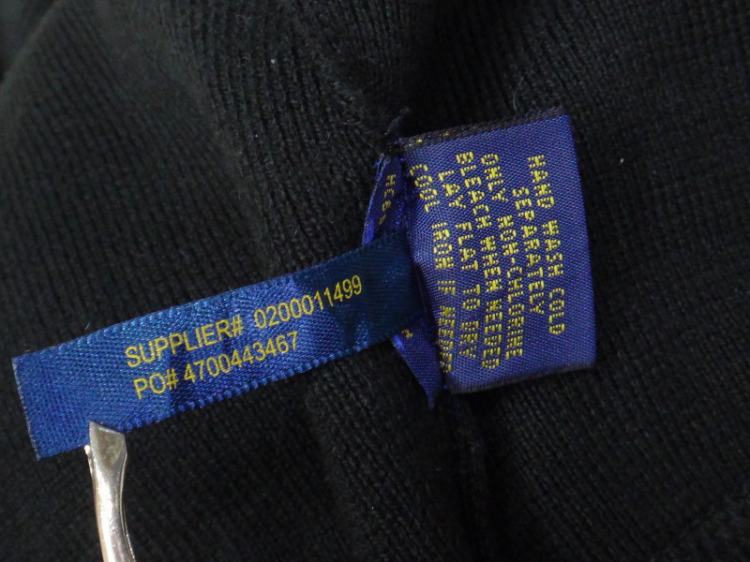 SUPPLIER# 0200011499
PO# 4700443467
HAND WASH COLD
SEPARATELY
ONLY NON-CHLORINE
BLEACH WHEN NEEDED
LAY FLAT TO DRY
COOL IRON IF NEEDED